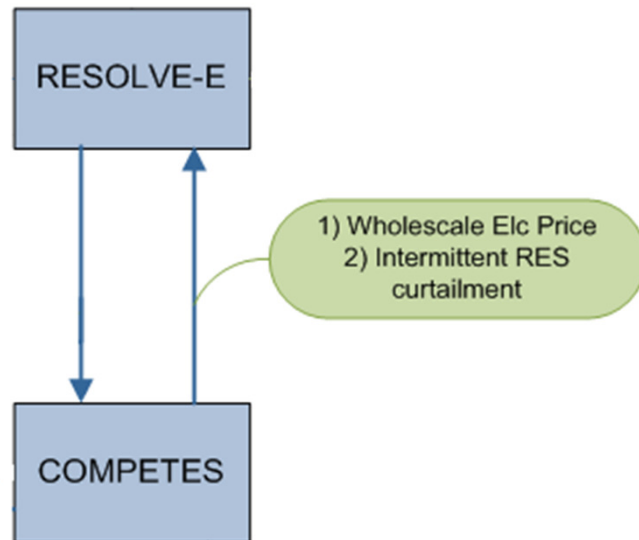 RESOLVE-E
1) Wholescale Elc Price
2) Intermittent RES
curtailment
COMPETES